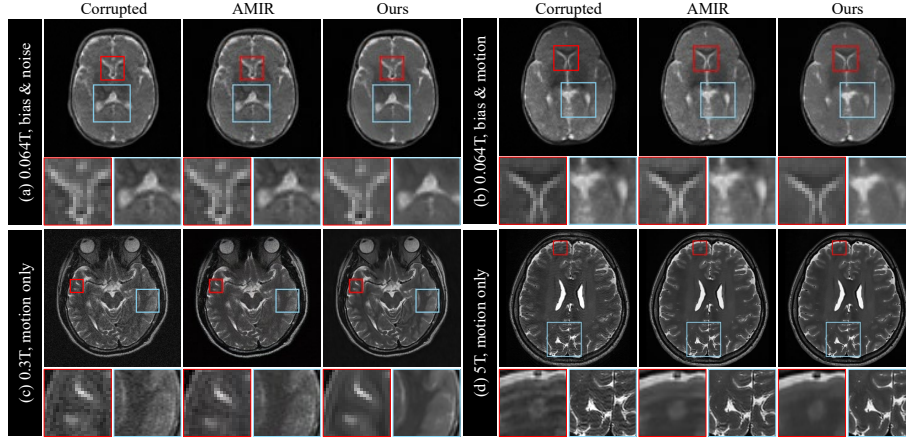 Corrupted AMIR Ours Corrupted AMIR Ours
(a) 0.064T, bias & noise
(b) 0.064T, bias & motion
(c) 0.3T, motion only
(d) 5T, motion only